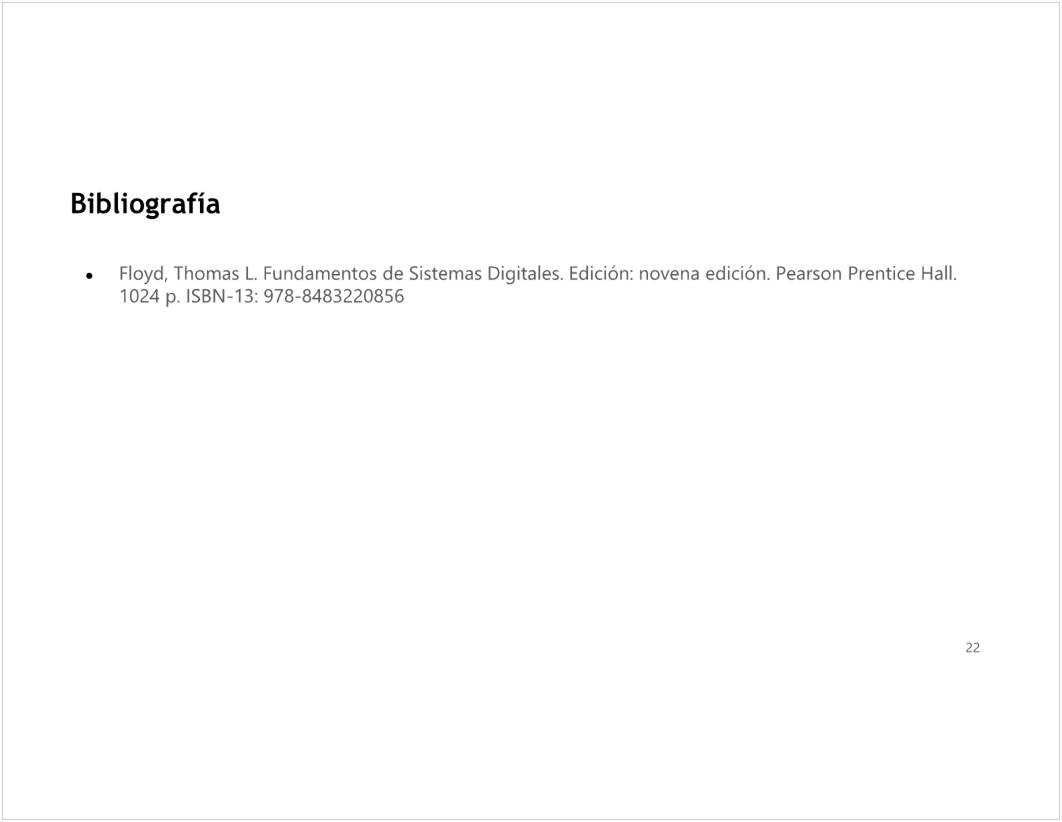 Bibliografía
• Floyd, Thomas L. Fundamentos de Sistemas Digitales. Edición: novena edición. Pearson Prentice Hall.
1024 p. ISBN-13: 978-8483220856
22